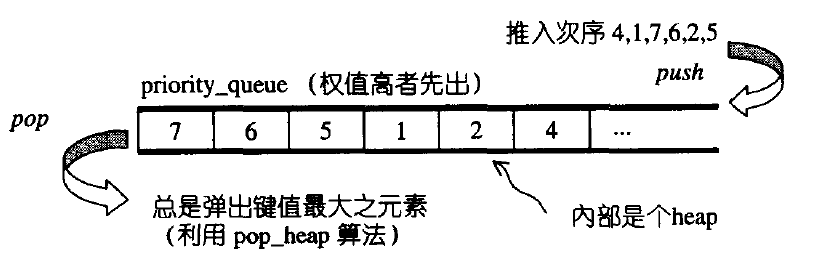 推入次序 4,1,7,6,2,5
push
priority_queue （权值高者先出）
pop
7 6 5 1 2 4 ...
总是弹出键值最大之元素
（利用 pop_heap 算法）
内部是个heap